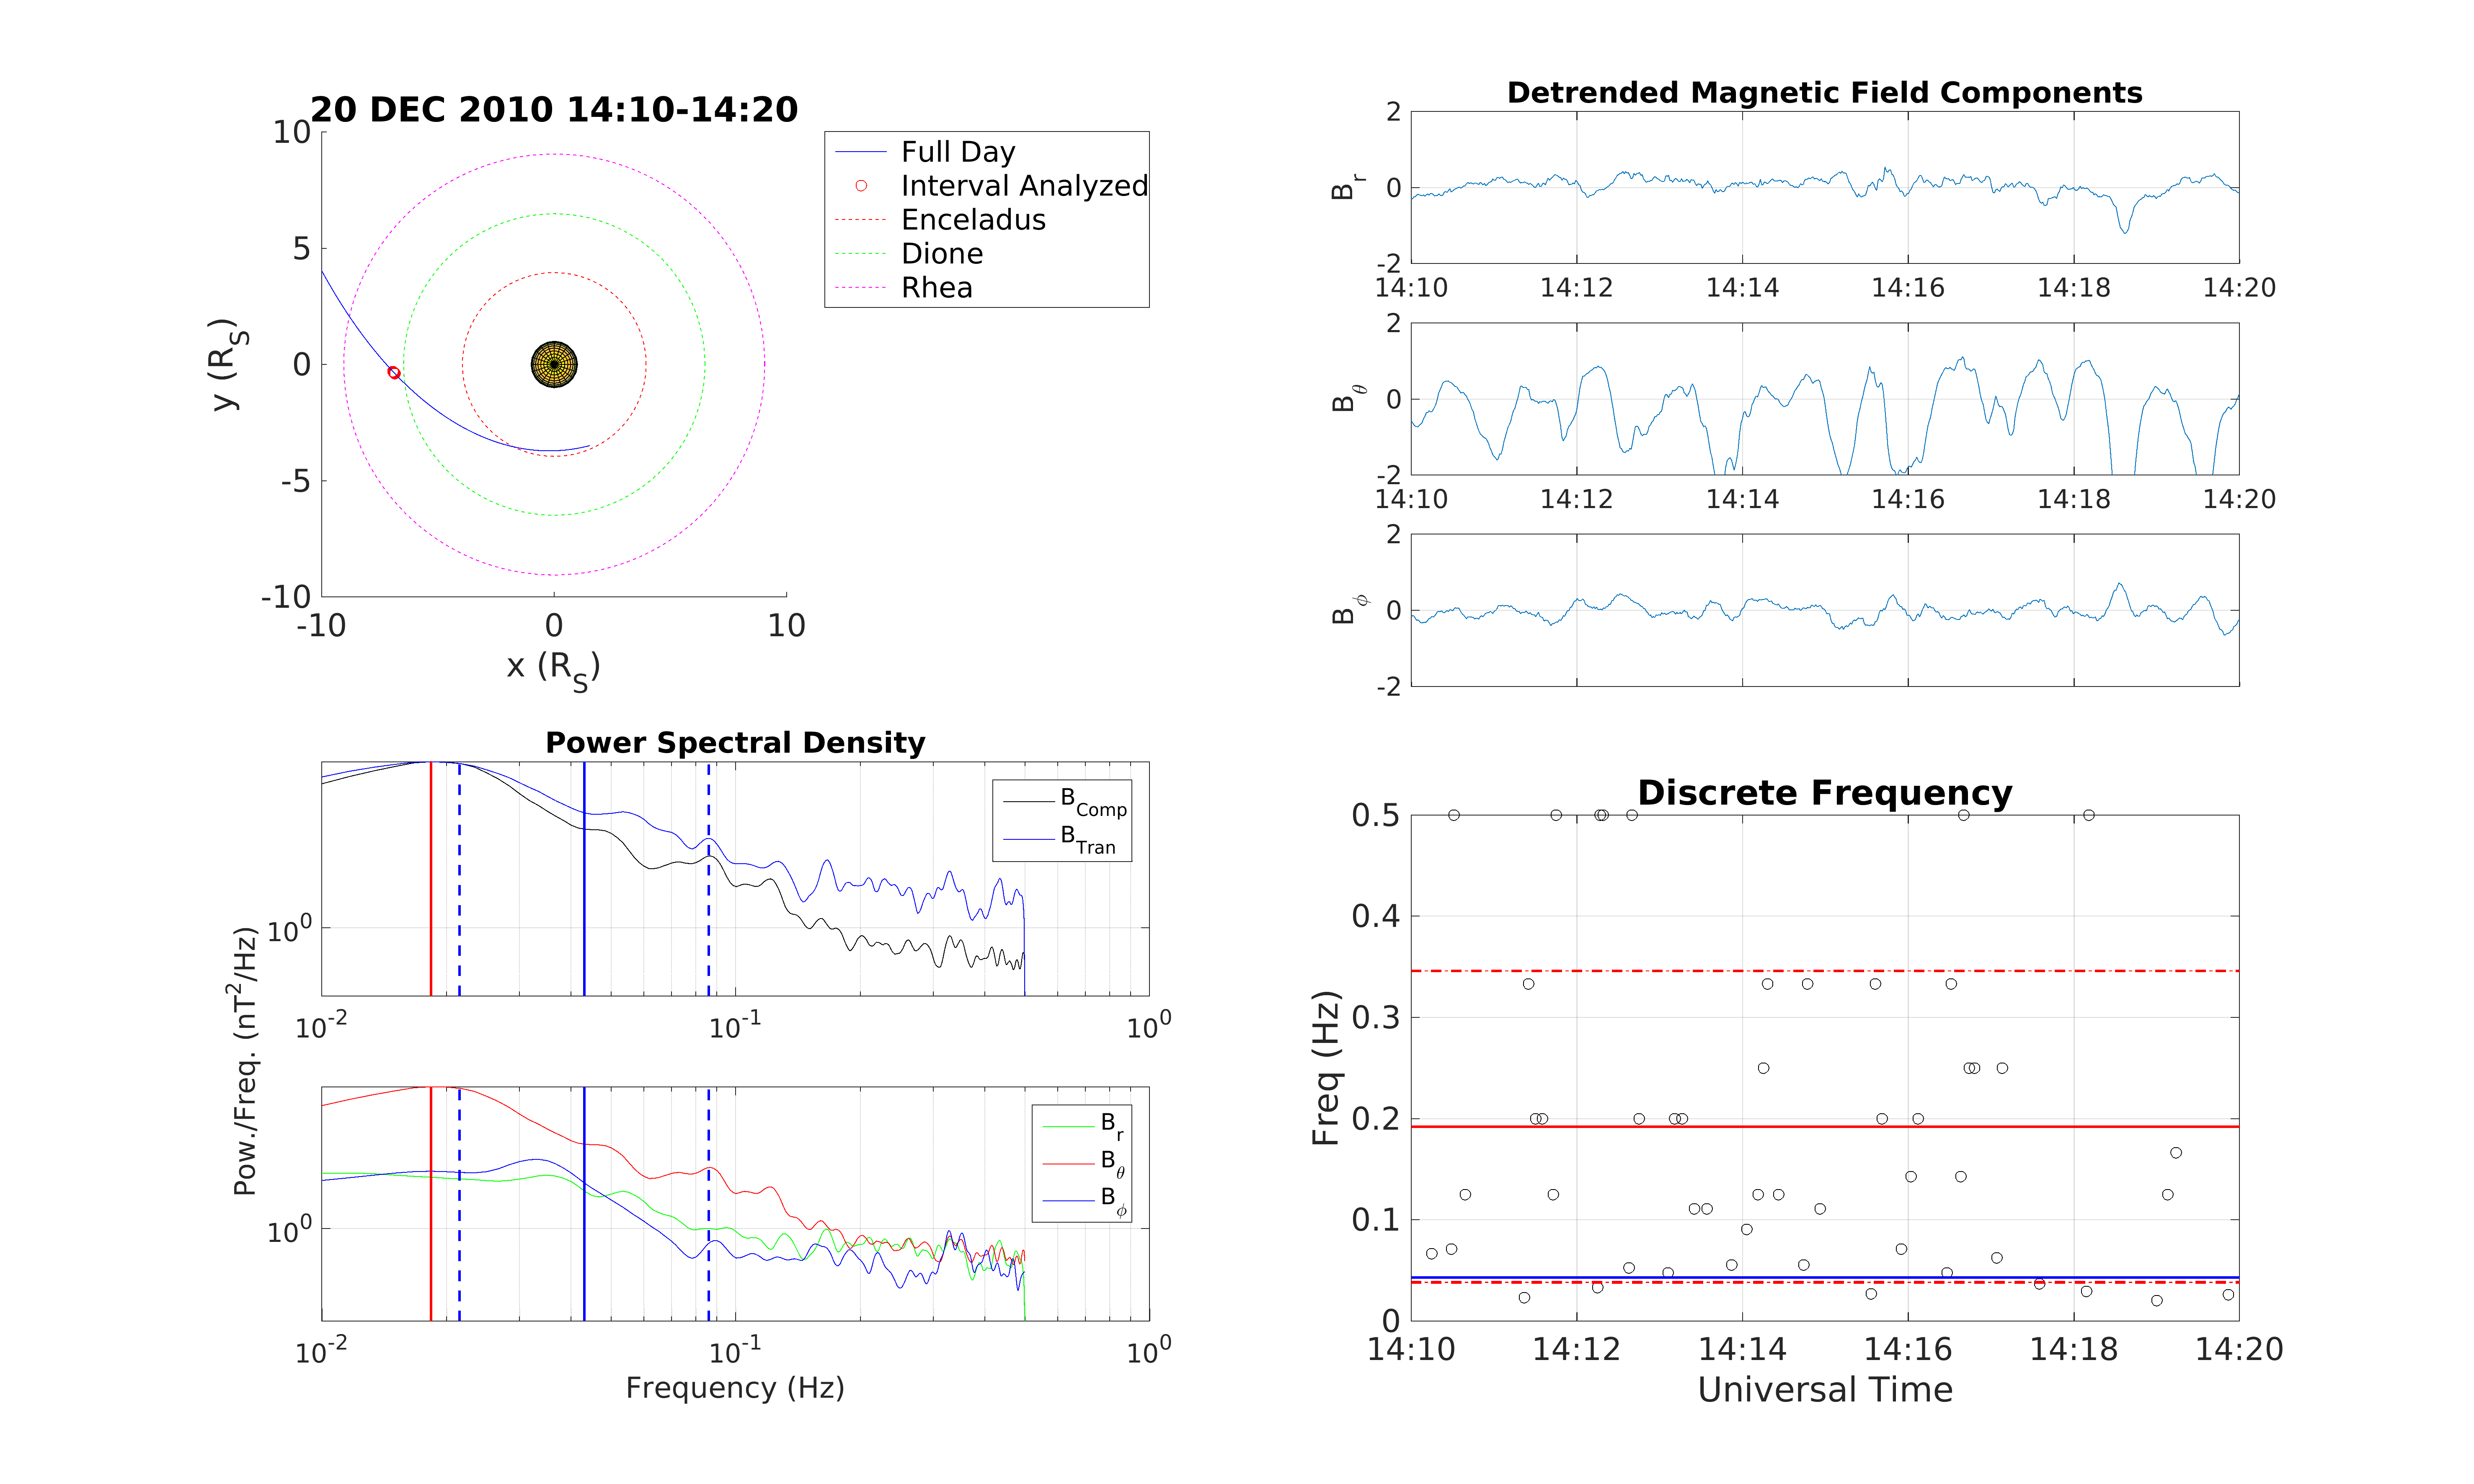 20 DEC 2010 14:10-14:20
10
5
0
-5
-10
-10 0 10
x (R_S)
y (R_S)
Full Day
Interval Analyzed
Enceladus
Dione
Rhea
Detrended Magnetic Field Components
2
0
-2
B_r
14:10 14:12 14:14 14:16 14:18 14:20
2
0
-2
B_θ
14:10 14:12 14:14 14:16 14:18 14:20
2
0
-2
B_ϕ
Power Spectral Density
B_Comp
B_Tran
10^0
10^-2 10^-1 10^0
Pow./Freq. (nT^2/Hz)
B_r
B_θ
B_ϕ
10^0
10^-2 10^-1 10^0
Frequency (Hz)
Discrete Frequency
0.5
0.4
0.3
0.2
0.1
0
Freq (Hz)
14:10 14:12 14:14 14:16 14:18 14:20
Universal Time